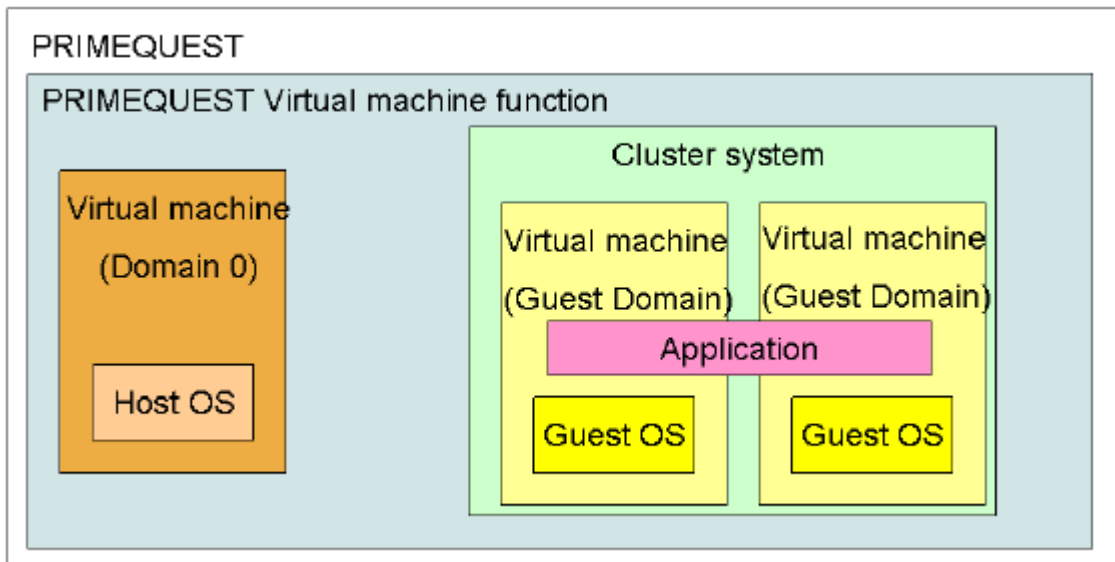 PRIMEQUEST
PRIMEQUEST Virtual machine function
Virtual machine
(Domain 0)
Host OS
Cluster system
Virtual machine
(Guest Domain)
Virtual machine
(Guest Domain)
Application
Guest OS
Guest OS